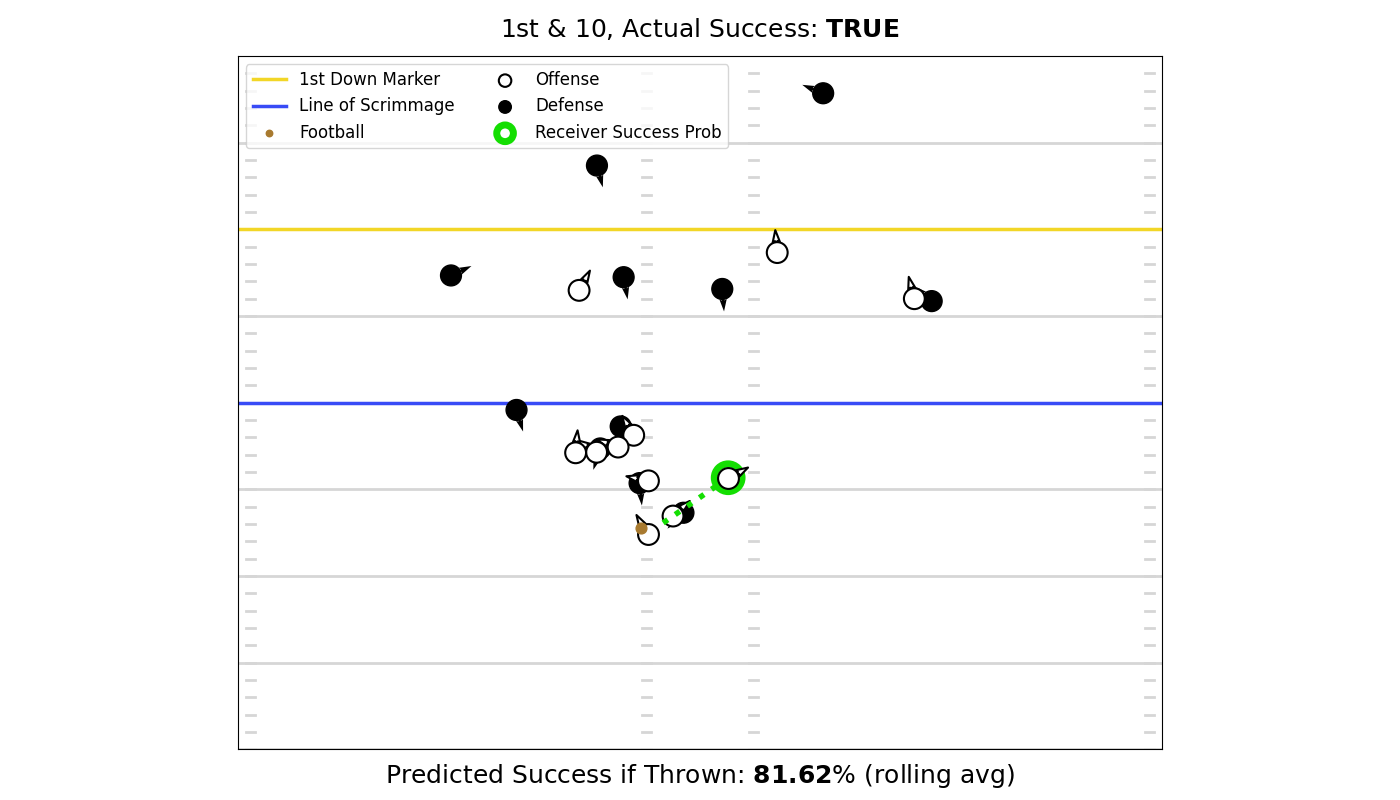 1st & 10, Actual Success: TRUE
1st Down Marker
Line of Scrimmage
Football
Offense
Defense
Receiver Success Prob
Predicted Success if Thrown: 81.62% (rolling avg)